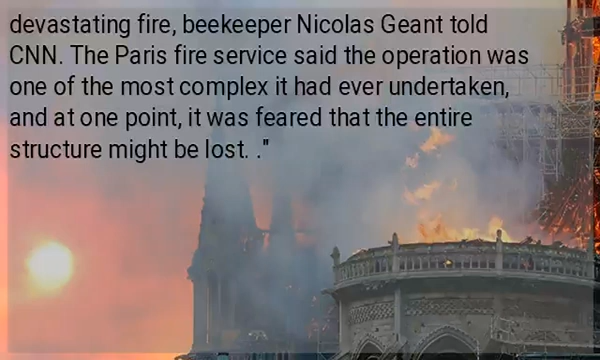 devastating fire, beekeeper Nicolas Geant told
CNN. The Paris fire service said the operation was
one of the most complex it had ever undertaken,
and at one point, it was feared that the entire
structure might be lost. ."